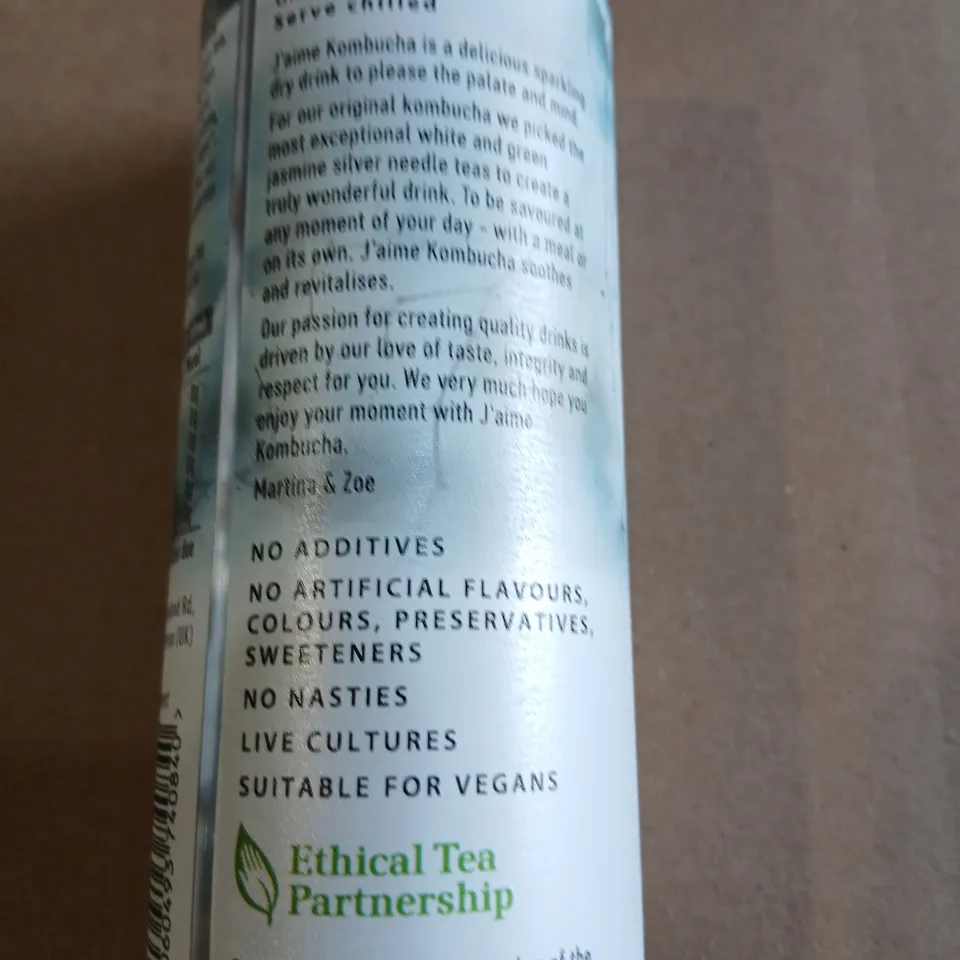 Serve chilled
J'aime Kombucha is a delicious sparkling
dry drink to please the palate and mind.
For our original kombucha we picked the
most exceptional white and green
jasmine silver needle teas to create a
truly wonderful drink. To be savoured at
any moment of your day – with a meal or
on its own. J'aime Kombucha soothes
and revitalises.
Our passion for creating quality drinks is
driven by our love of taste, integrity and
respect for you. We very much hope you
enjoy your moment with J'aime
Kombucha.
Martina & Zoe
NO ADDITIVES
NO ARTIFICIAL FLAVOURS,
COLOURS, PRESERVATIVES,
SWEETENERS
NO NASTIES
LIVE CULTURES
SUITABLE FOR VEGANS
Ethical Tea
Partnership
of the
Rd,
(UK)